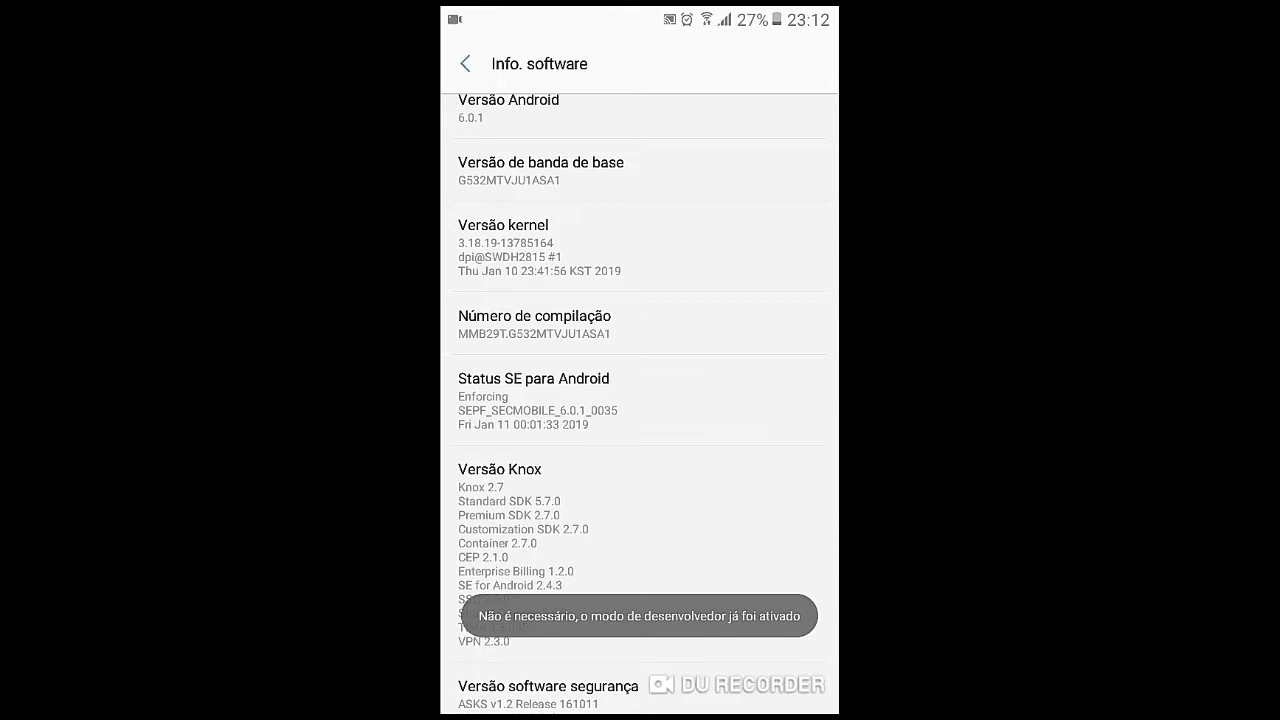 27% 23:12
Info. software
Versão Android
6.0.1
Versão de banda de base
G532MTVJU1ASA1
Versão kernel
3.18.19-13785164
dpi@SWDH2815 #1
Thu Jan 10 23:41:56 KST 2019
Número de compilação
MMB29T.G532MTVJU1ASA1
Status SE para Android
Enforcing
SEPF_SECMOBILE_6.0.1_0035
Fri Jan 11 00:01:33 2019
Versão Knox
Knox 2.7
Standard SDK 5.7.0
Premium SDK 2.7.0
Customization SDK 2.7.0
Container 2.7.0
CEP 2.1.0
Enterprise Billing 1.2.0
SE for Android 2.4.3
Não é necessário, o modo de desenvolvedor já foi ativado
VPN 2.3.0
Versão software segurança
DU RECORDER
ASKS v1.2 Release 161011